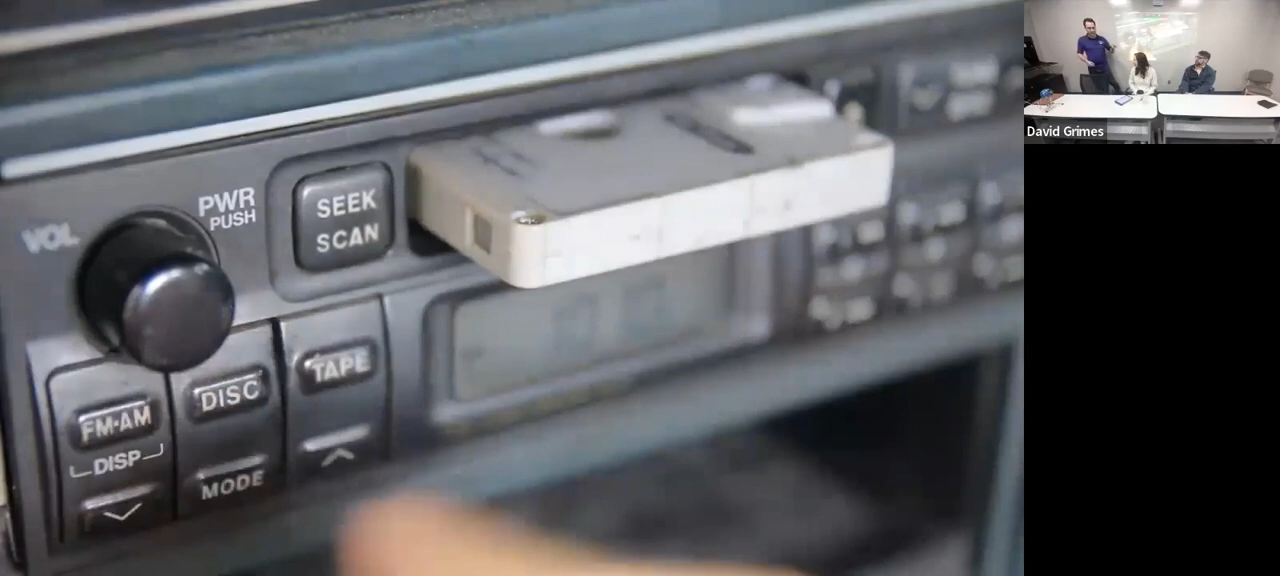 VOL
PWR
PUSH
SEEK
SCAN
TAPE
DISC
FM·AM
DISP
MODE
David Grimes